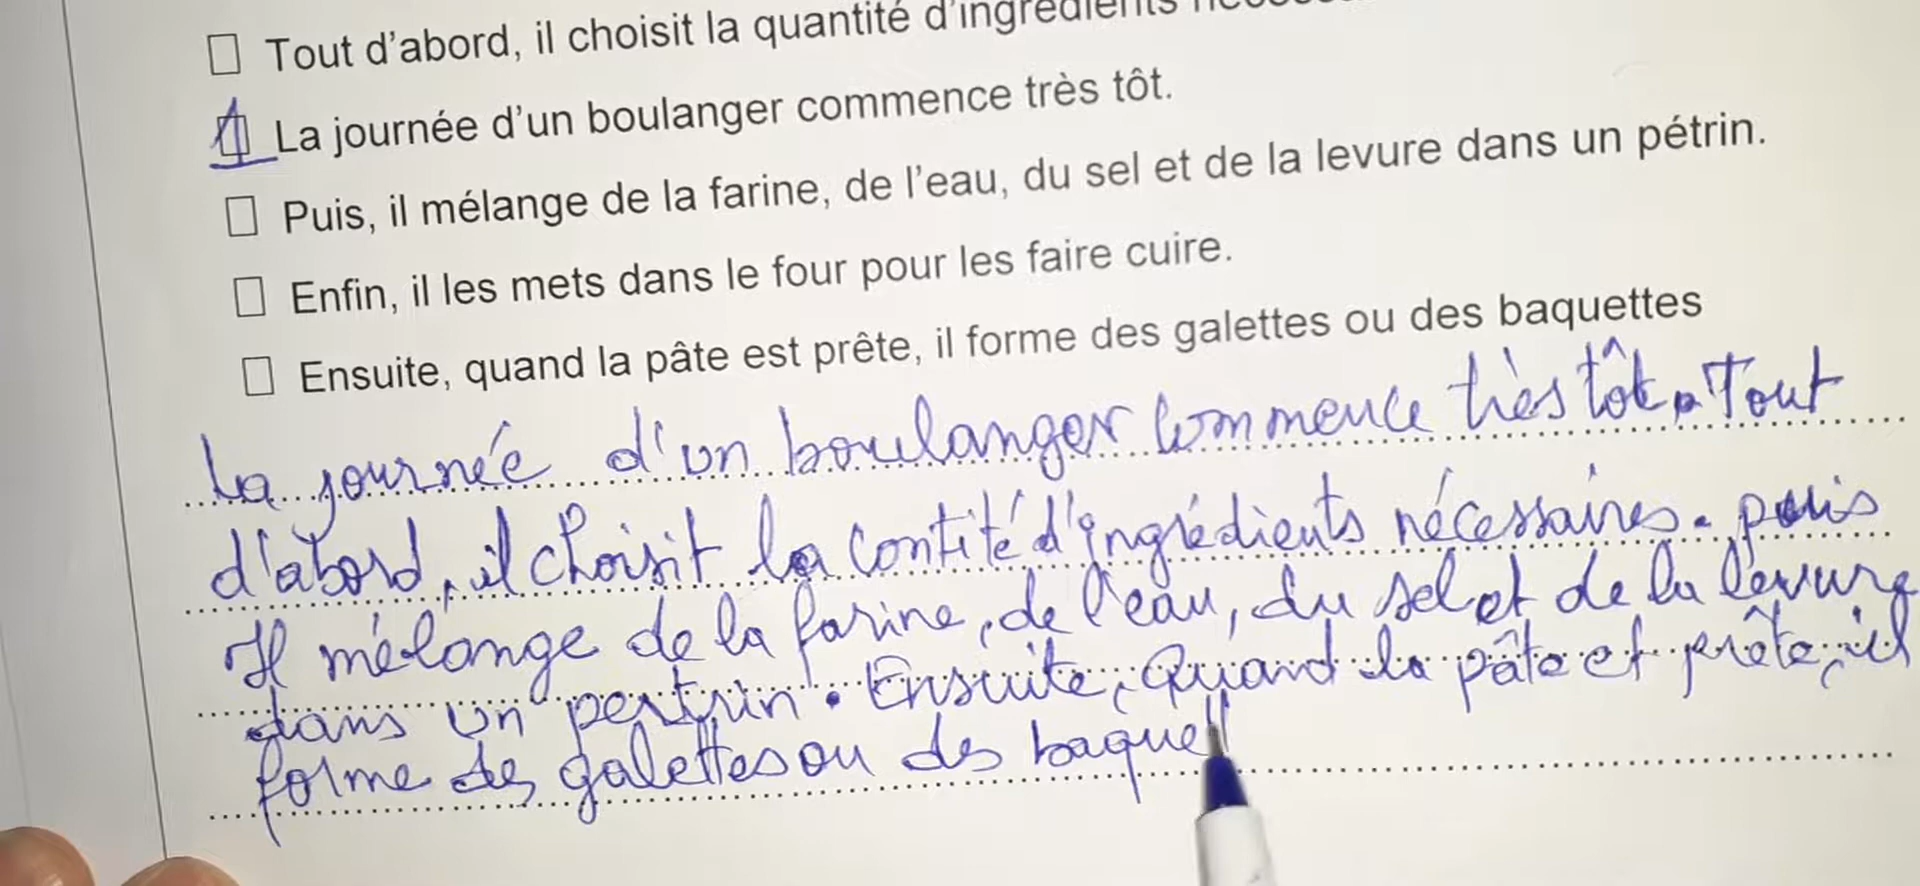 Tout d'abord, il choisit la quantité d'ingrédients
1 La journée d'un boulanger commence très tôt.
Puis, il mélange de la farine, de l'eau, du sel et de la levure dans un pétrin.
Enfin, il les mets dans le four pour les faire cuire.
Ensuite, quand la pâte est prête, il forme des galettes ou des baquettes
La journée d'un boulanger commence très tôt. Tout
d'abord, il choisit la contité d'ingrédients nécessaires. puis
il mélange de la farine, de l'eau, du sel et de la levure
dans un pertrin. Ensuite, Quand la pâte et prête, il
forme des galettes ou des baquell